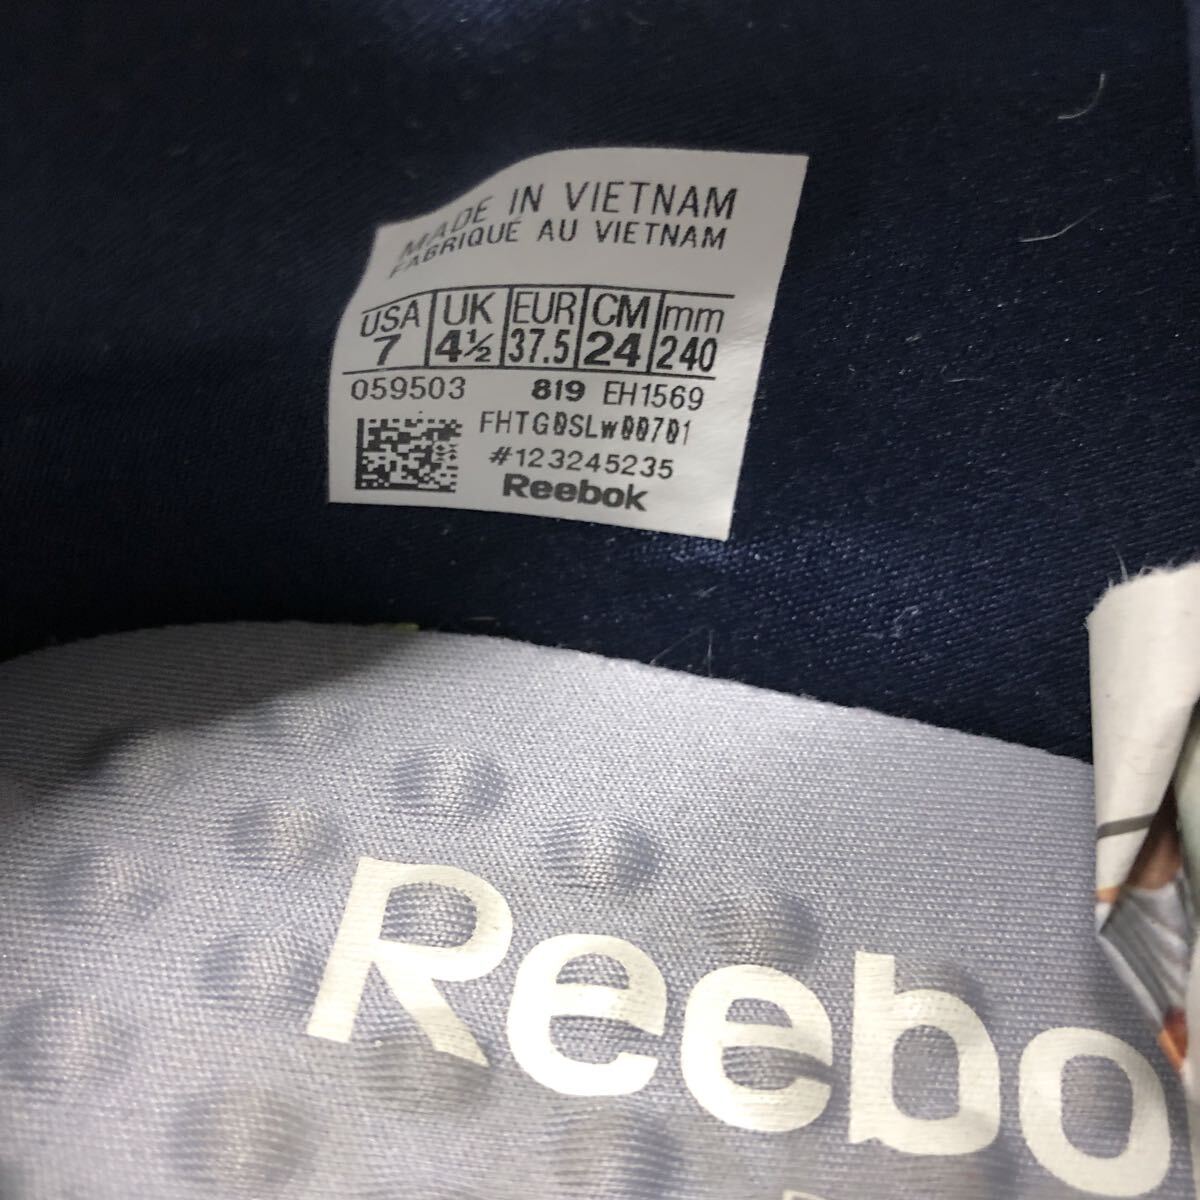 MADE IN VIETNAM
FABRIQUÉ AU VIETNAM
USA UK EUR CM mm
7 4½ 37.5 24 240
059503 819 EH1569
FHTG0SLw00701
#123245235
Reebok
Reebo